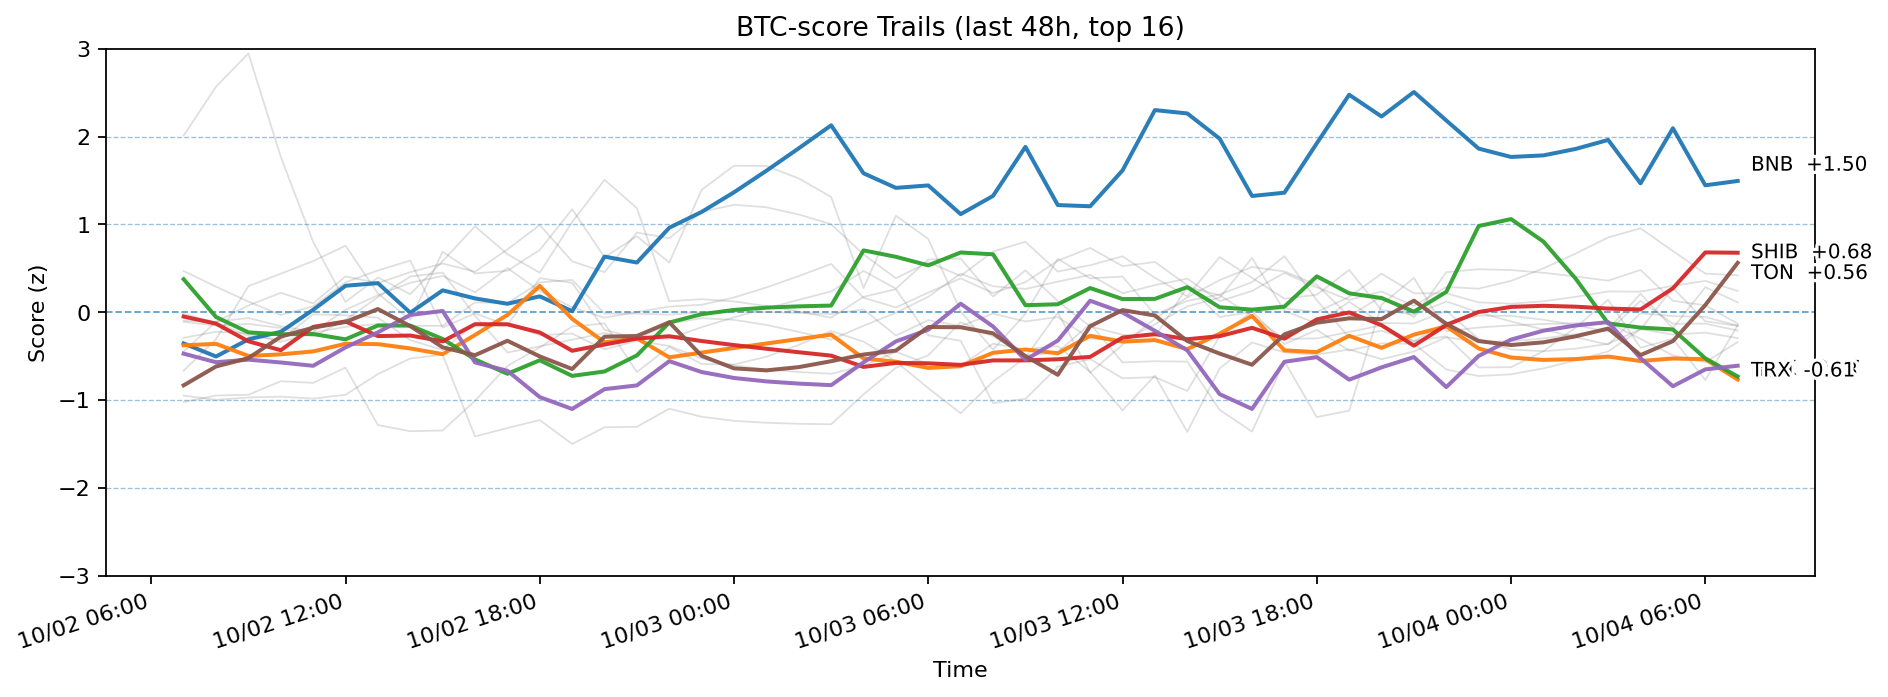 BTC-score Trails (last 48h, top 16)
Score (z)
3
2
1
0
−1
−2
−3
BNB +1.50
SHIB +0.68
TON +0.56
TRX -0.61
10/02 06:00
10/02 12:00
10/02 18:00
10/03 00:00
10/03 06:00
10/03 12:00
10/03 18:00
10/04 00:00
10/04 06:00
Time